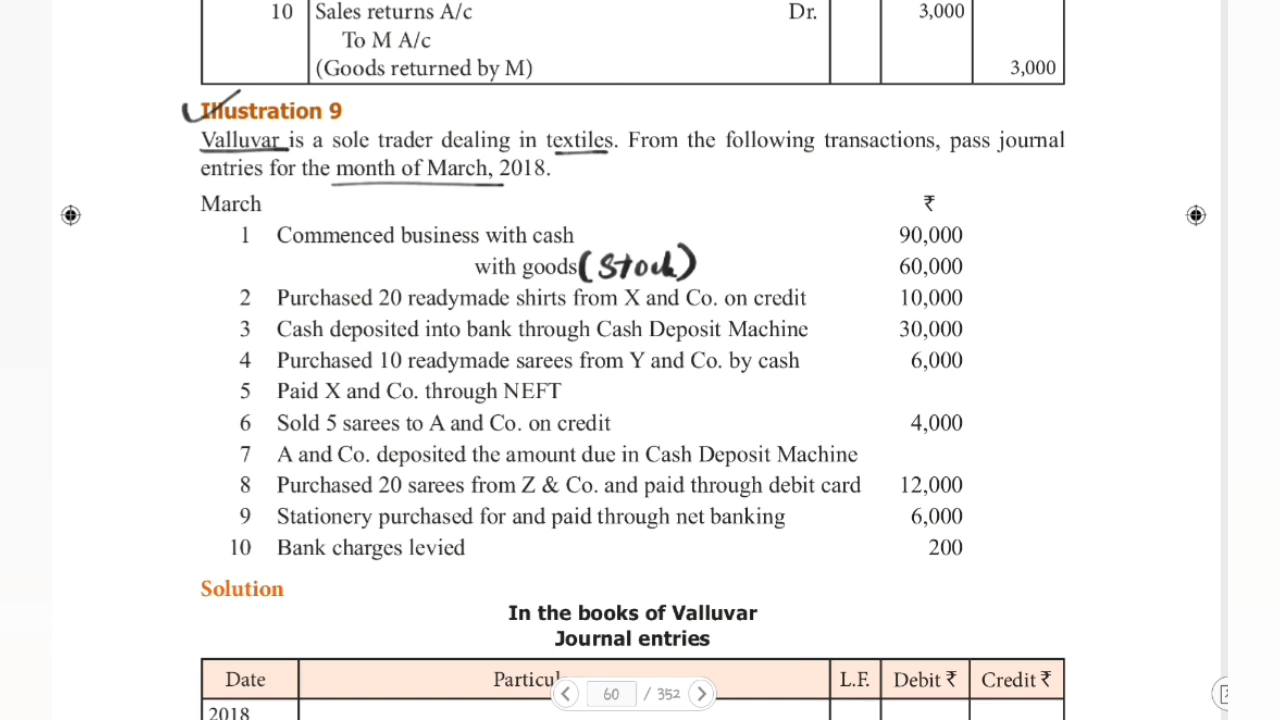 10 Sales returns A/c Dr. 3,000
To M A/c
(Goods returned by M) 3,000
Illustration 9
Valluvar is a sole trader dealing in textiles. From the following transactions, pass journal
entries for the month of March, 2018.
March ₹
1 Commenced business with cash 90,000
with goods (Stock) 60,000
2 Purchased 20 readymade shirts from X and Co. on credit 10,000
3 Cash deposited into bank through Cash Deposit Machine 30,000
4 Purchased 10 readymade sarees from Y and Co. by cash 6,000
5 Paid X and Co. through NEFT
6 Sold 5 sarees to A and Co. on credit 4,000
7 A and Co. deposited the amount due in Cash Deposit Machine
8 Purchased 20 sarees from Z & Co. and paid through debit card 12,000
9 Stationery purchased for and paid through net banking 6,000
10 Bank charges levied 200
Solution
In the books of Valluvar
Journal entries
Date Particul L.F. Debit ₹ Credit ₹
60 / 352
2018